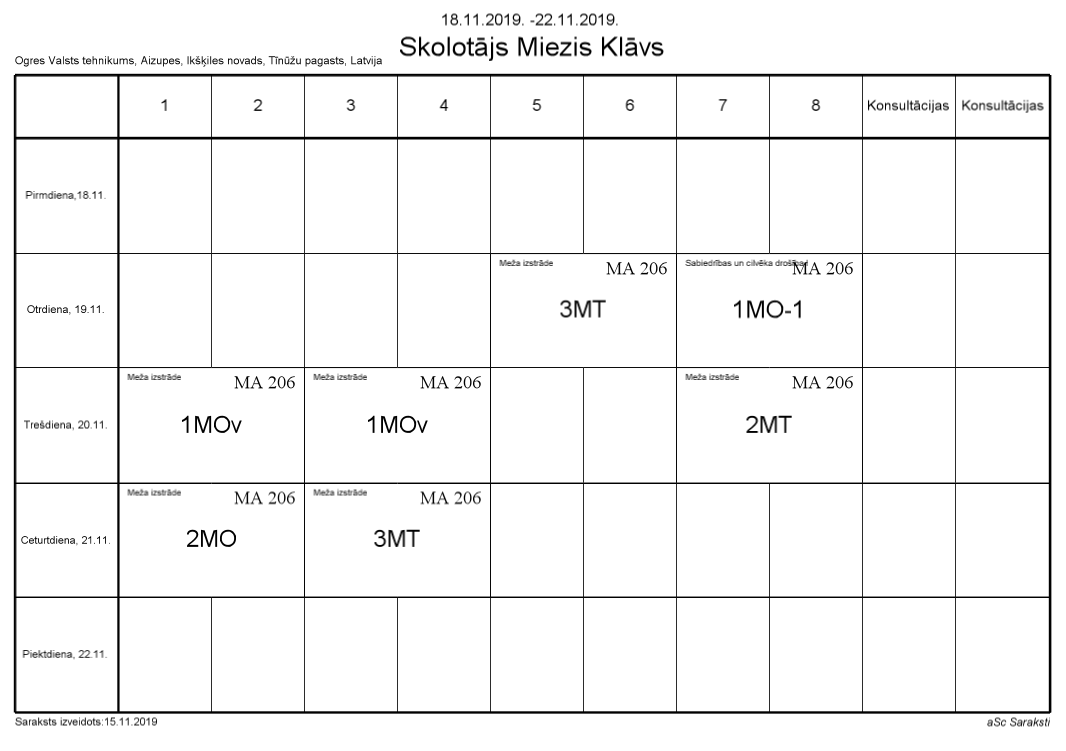 18.11.2019. -22.11.2019.
Skolotājs Miezis Klāvs
Ogres Valsts tehnikums, Aizupes, Ikšķiles novads, Tīnūžu pagasts, Latvija
1 2 3 4 5 6 7 8 Konsultācijas Konsultācijas
Pirmdiena,18.11.
Meža izstrāde MA 206 Sabiedrības un cilvēka drošības MA 206
Otrdiena, 19.11. 3MT 1MO-1
Meža izstrāde MA 206 Meža izstrāde MA 206 Meža izstrāde MA 206
Trešdiena, 20.11. 1MOv 1MOv 2MT
Meža izstrāde MA 206 Meža izstrāde MA 206
Ceturtdiena, 21.11. 2MO 3MT
Piektdiena, 22.11.
Saraksts izveidots:15.11.2019 aSc Saraksti